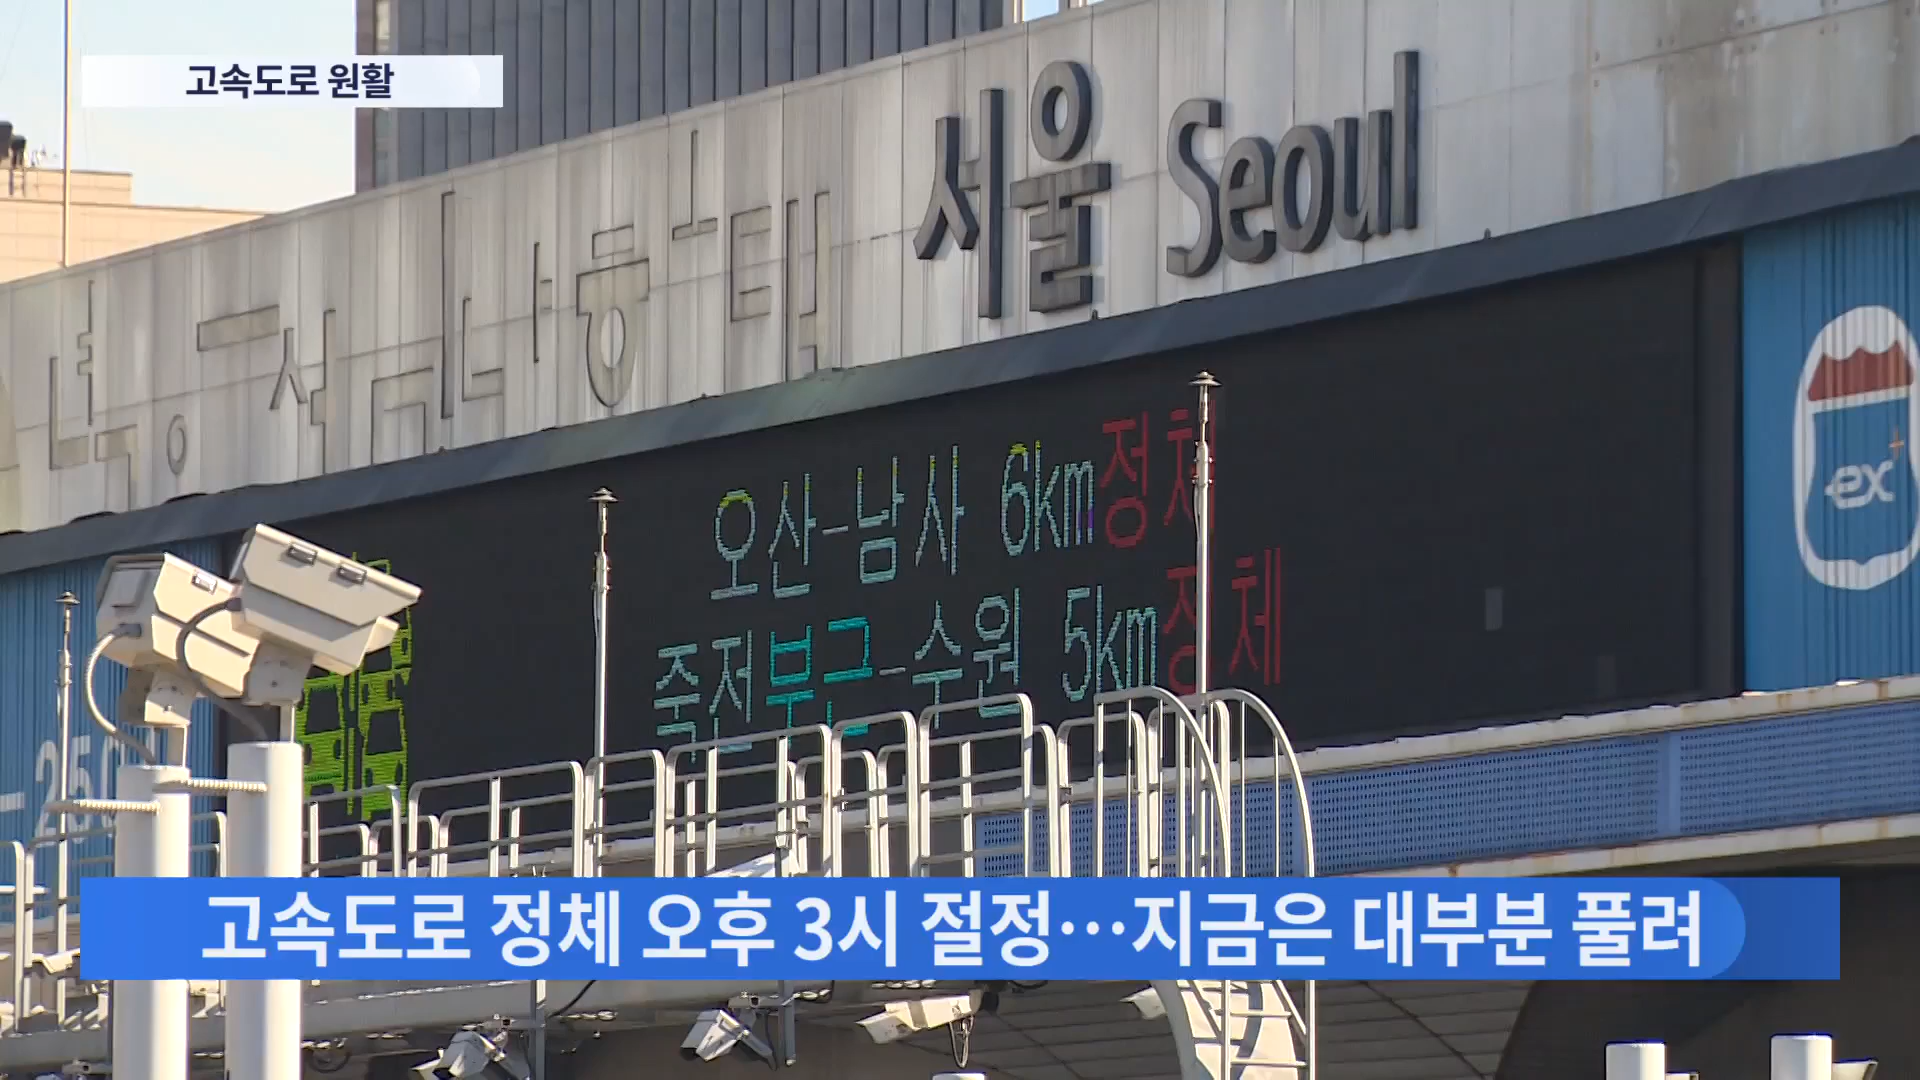 고속도로 원활
서울 Seoul
오산-남사 6km정체
죽전부근-수원 5km정체
ex
고속도로 정체 오후 3시 절정…지금은 대부분 풀려